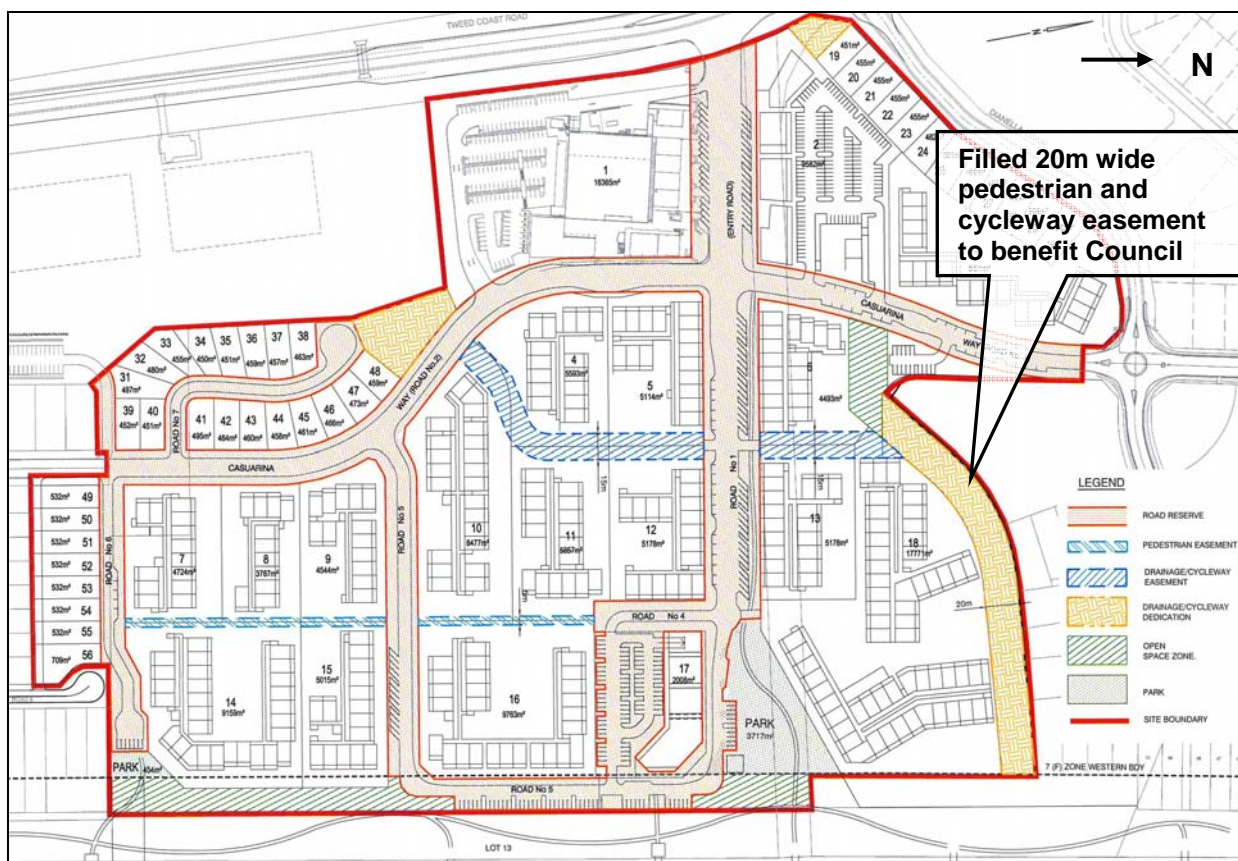 TWEED COAST ROAD
N
N
DIANELLA
Filled 20m wide
pedestrian and
cycleway easement
to benefit Council
19
451m²
20
455m²
21
455m²
22
455m²
23
455m²
24
1
16365m²
2
9582m²
(ENTRY ROAD)
CASUARINA
WAY
33
455m²
34
450m²
35
451m²
36
459m²
37
457m²
38
463m²
32
480m²
31
497m²
39
452m²
40
451m²
ROAD No 7
41
495m²
42
464m²
43
460m²
44
458m²
45
461m²
46
466m²
47
473m²
48
459m²
WAY (ROAD No.2)
CASUARINA
4
5593m²
5
5114m²
6
4493m²
15m
ROAD No 1
15m
532m² 49
532m² 50
532m² 51
532m² 52
532m² 53
532m² 54
532m² 55
709m² 56
ROAD No 6
7
4724m²
8
3767m²
9
4544m²
ROAD No 5
10
8477m²
11
12
5178m²
13
5178m²
18
17771m²
20m
ROAD No 4
14
9159m²
15
5015m²
16
9763m²
17
2008m²
PARK
3717m²
PARK 454m²
ROAD No 5
7 (F) ZONE WESTERN BDY
LOT 13
LEGEND
ROAD RESERVE
PEDESTRIAN EASEMENT
DRAINAGE/CYCLEWAY
EASEMENT
DRAINAGE/CYCLEWAY
DEDICATION
OPEN
SPACE ZONE.
PARK
SITE BOUNDARY